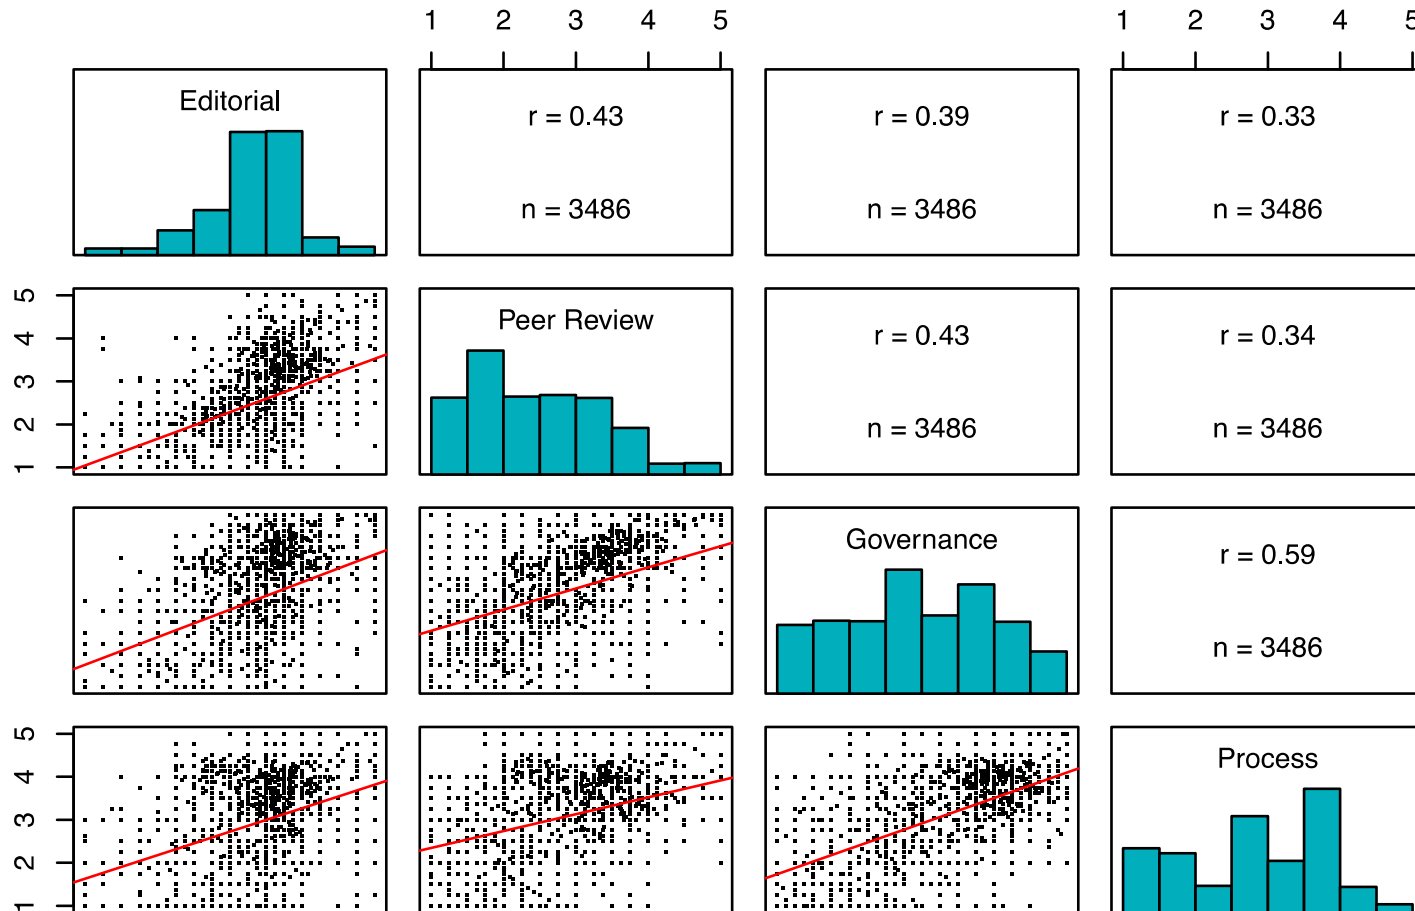 1 2 3 4 5 1 2 3 4 5
Editorial
r = 0.43
r = 0.39
r = 0.33
n = 3486
n = 3486
n = 3486
5
4
3
2
1
Peer Review
r = 0.43
r = 0.34
n = 3486
n = 3486
Governance
r = 0.59
n = 3486
5
4
3
2
1
Process